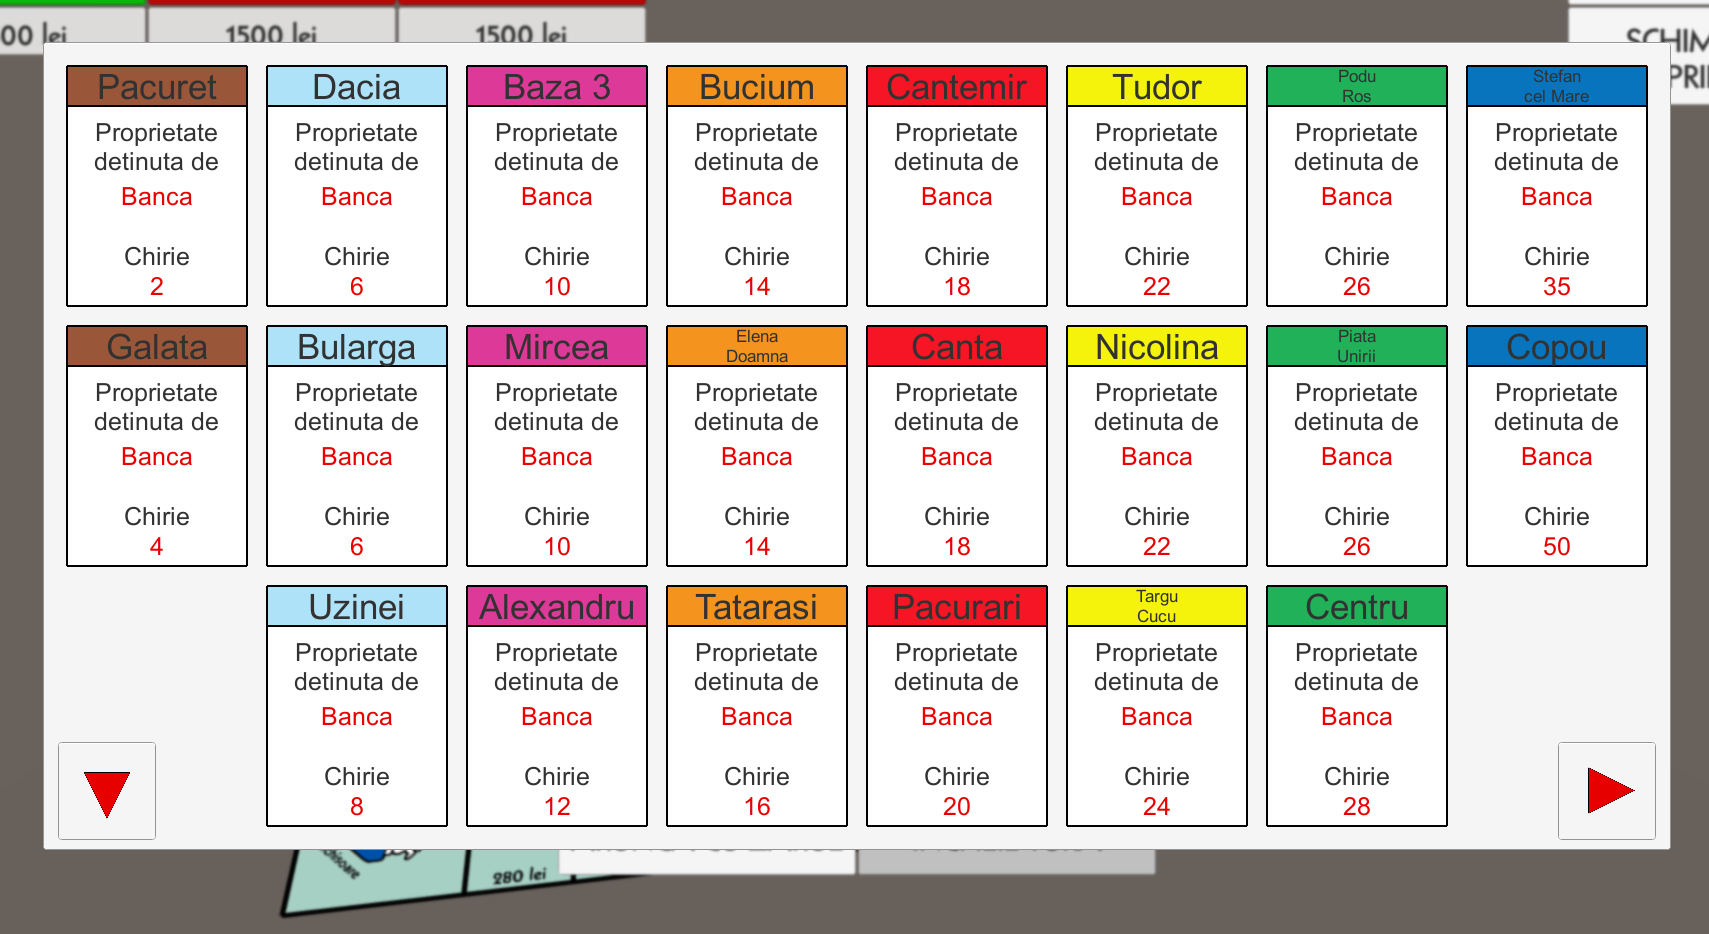 00 lei
1500 lei
1500 lei
Pacuret
Proprietate
detinuta de
Banca
Chirie
2
Dacia
Proprietate
detinuta de
Banca
Chirie
6
Baza 3
Proprietate
detinuta de
Banca
Chirie
10
Bucium
Proprietate
detinuta de
Banca
Chirie
14
Cantemir
Proprietate
detinuta de
Banca
Chirie
18
Tudor
Proprietate
detinuta de
Banca
Chirie
22
Podu
Ros
Proprietate
detinuta de
Banca
Chirie
26
Stefan
cel Mare
Proprietate
detinuta de
Banca
Chirie
35
Galata
Proprietate
detinuta de
Banca
Chirie
4
Bularga
Proprietate
detinuta de
Banca
Chirie
6
Mircea
Proprietate
detinuta de
Banca
Chirie
10
Elena
Doamna
Proprietate
detinuta de
Banca
Chirie
14
Canta
Proprietate
detinuta de
Banca
Chirie
18
Nicolina
Proprietate
detinuta de
Banca
Chirie
22
Piata
Unirii
Proprietate
detinuta de
Banca
Chirie
26
Copou
Proprietate
detinuta de
Banca
Chirie
50
Uzinei
Proprietate
detinuta de
Banca
Chirie
8
Alexandru
Proprietate
detinuta de
Banca
Chirie
12
Tatarasi
Proprietate
detinuta de
Banca
Chirie
16
Pacurari
Proprietate
detinuta de
Banca
Chirie
20
Targu
Cucu
Proprietate
detinuta de
Banca
Chirie
24
Centru
Proprietate
detinuta de
Banca
Chirie
28
280 lei